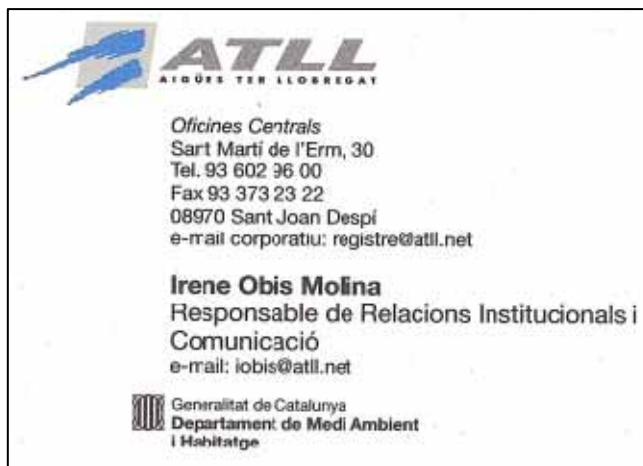 ATLL
AIGÜES TER LLOBREGAT
Oficines Centrals
Sant Martí de l'Erm, 30
Tel. 93 602 96 00
Fax 93 373 23 22
08970 Sant Joan Despí
e-mail corporatiu: registre@atll.net
Irene Obis Molina
Responsable de Relacions Institucionals i
Comunicació
e-mail: iobis@atll.net
Generalitat de Catalunya
Departament de Medi Ambient
i Habitatge